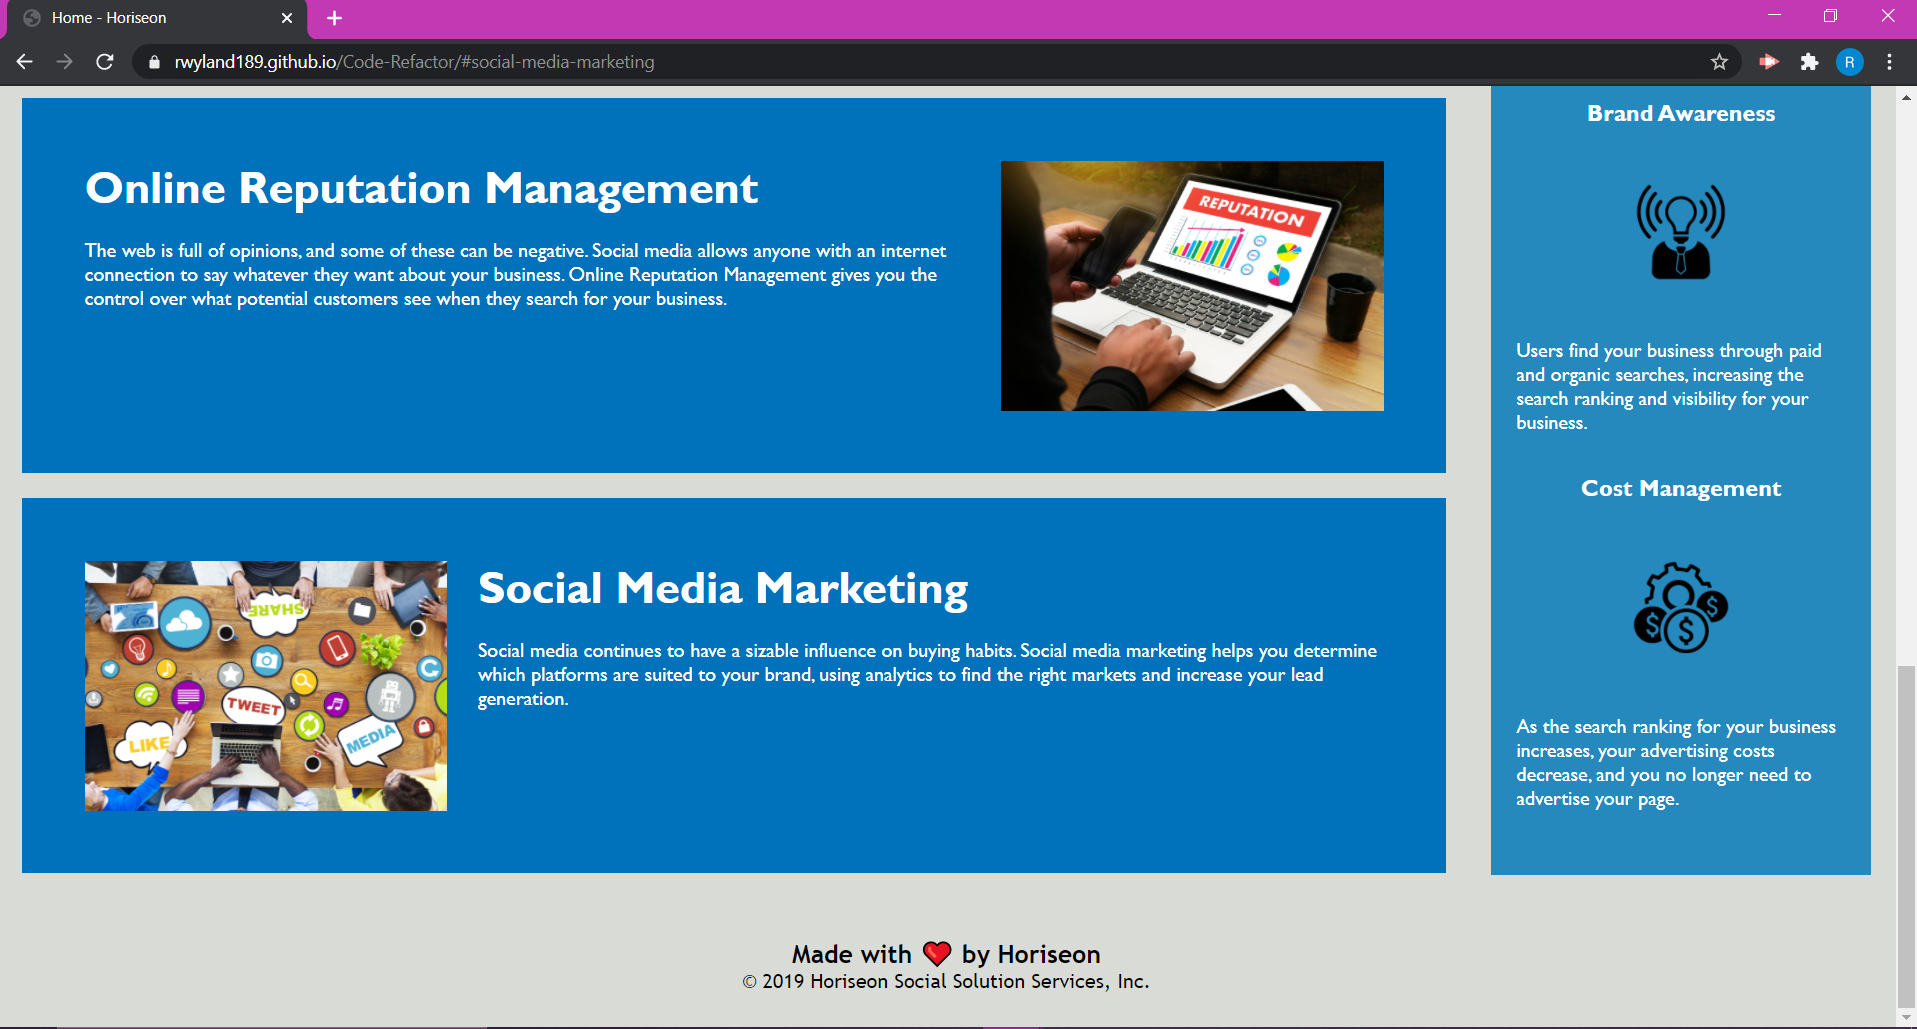 Home - Horiseon
rwyland189.github.io/Code-Refactor/#social-media-marketing
R
Online Reputation Management
The web is full of opinions, and some of these can be negative. Social media allows anyone with an internet
connection to say whatever they want about your business. Online Reputation Management gives you the
control over what potential customers see when they search for your business.
REPUTATION
Social Media Marketing
Social media continues to have a sizable influence on buying habits. Social media marketing helps you determine
which platforms are suited to your brand, using analytics to find the right markets and increase your lead
generation.
SHARE
TWEET
LIKE
MEDIA
Brand Awareness
Users find your business through paid
and organic searches, increasing the
search ranking and visibility for your
business.
Cost Management
$ $ $
As the search ranking for your business
increases, your advertising costs
decrease, and you no longer need to
advertise your page.
Made with ❤️ by Horiseon
© 2019 Horiseon Social Solution Services, Inc.